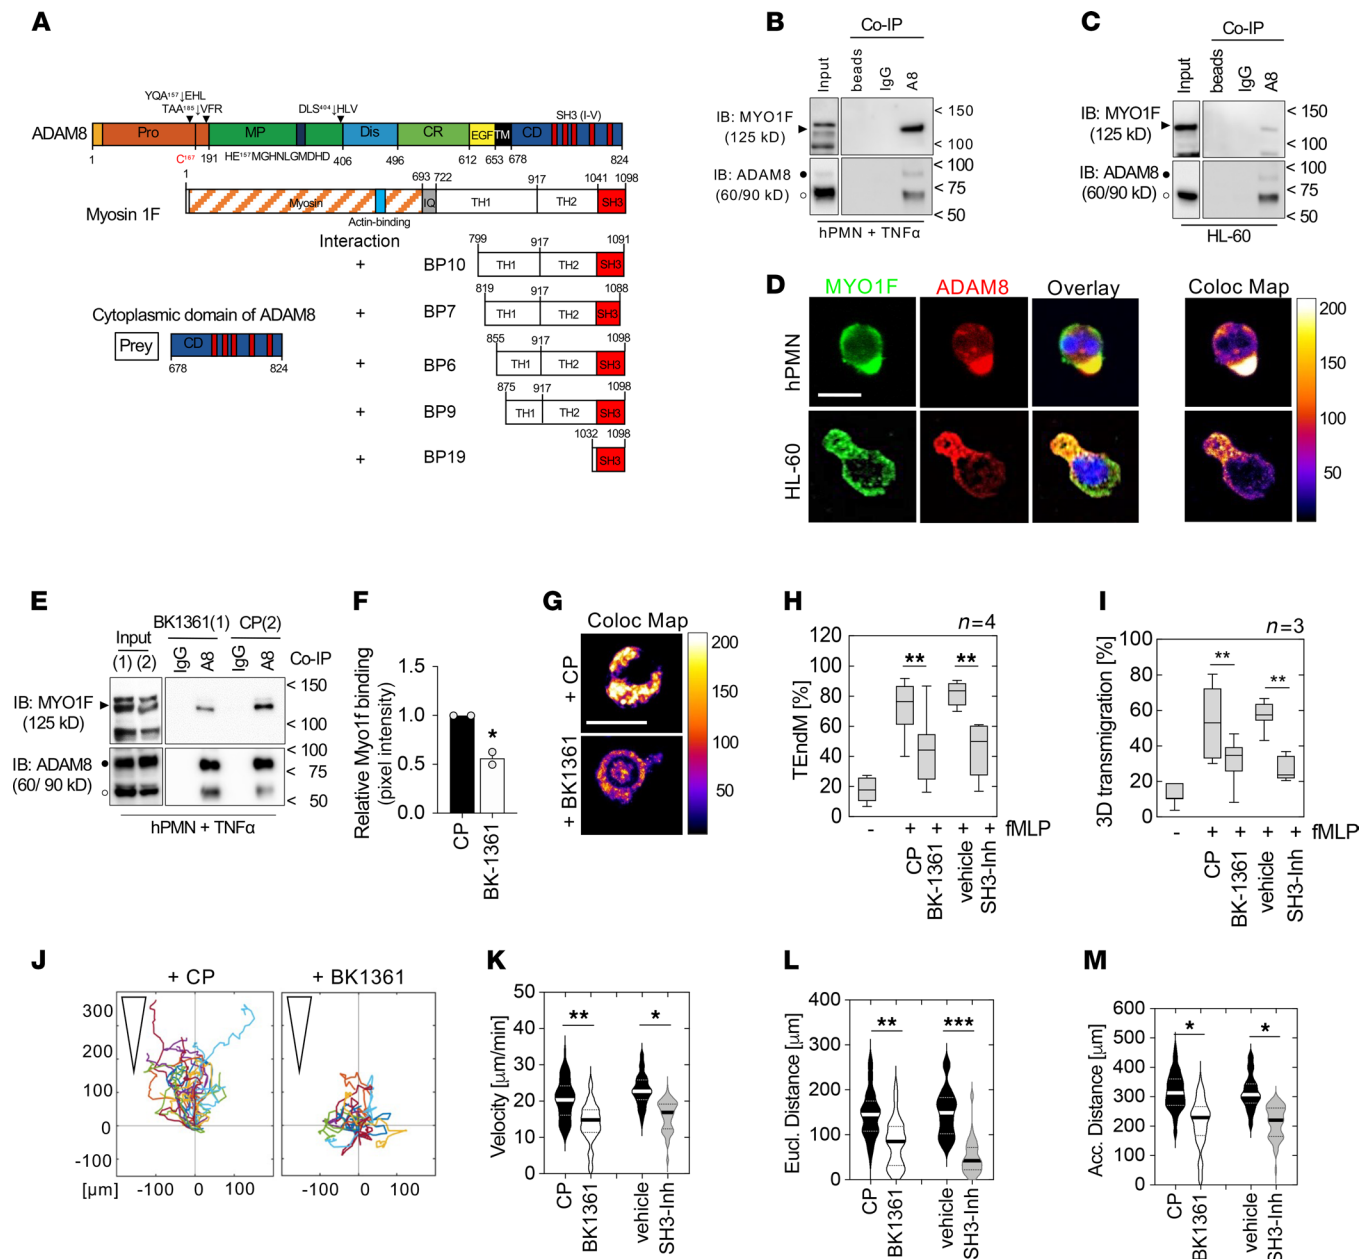 A
YQA157↓EHL
TAA185↓VFR
DLS404↓HLV
SH3 (I-V)
ADAM8
Pro
MP
Dis
CR
EGF
TM
CD
1
C167
191
HE157MGHNLGMDHD
406
496
612
653
678
824
1
693
722
917
1041
1098
Myosin 1F
Myosin
IQ
TH1
TH2
SH3
Actin-binding
Interaction
799
917
1091
+
BP10
TH1
TH2
SH3
819
917
1088
+
BP7
TH1
TH2
SH3
Cytoplasmic domain of ADAM8
Prey
CD
678
824
855
917
1098
+
BP6
TH1
TH2
SH3
875
917
1098
+
BP9
TH1
TH2
SH3
1032
1098
+
BP19
SH3
B
Co-IP
Input
beads
IgG
A8
IB: MYO1F
(125 kD)
< 150
< 100
IB: ADAM8
(60/90 kD)
< 100
< 75
< 50
hPMN + TNFα
C
Co-IP
Input
beads
IgG
A8
IB: MYO1F
(125 kD)
< 150
< 100
IB: ADAM8
(60/90 kD)
< 100
< 75
< 50
HL-60
D
MYO1F
ADAM8
Overlay
Coloc Map
hPMN
HL-60
200
150
100
50
E
BK1361(1)
CP(2)
Input
(1) (2)
IgG
A8
IgG
A8
Co-IP
IB: MYO1F
(125 kD)
< 150
< 100
IB: ADAM8
(60/ 90 kD)
< 100
< 75
< 50
hPMN + TNFα
F
Relative Myo1f binding
(pixel intensity)
1.5
1.0
0.5
0.0
*
CP
BK-1361
G
Coloc Map
+ CP
+ BK1361
200
150
100
50
H
n=4
TEndM [%]
120
100
80
60
40
20
0
**
**
- + + + + fMLP
CP
BK-1361
vehicle
SH3-Inh
I
n=3
3D transmigration [%]
100
80
60
40
20
0
**
**
- + + + + fMLP
CP
BK-1361
vehicle
SH3-Inh
J
+ CP
+ BK1361
300
200
100
0
-100
[µm]
-100 0 100
-100 0 100
K
Velocity [µm/min]
50
40
30
20
10
0
**
*
CP
BK1361
vehicle
SH3-Inh
L
Eucl. Distance [µm]
400
300
200
100
0
**
***
CP
BK1361
vehicle
SH3-Inh
M
Acc. Distance [µm]
600
500
400
300
200
100
0
*
*
CP
BK1361
vehicle
SH3-Inh